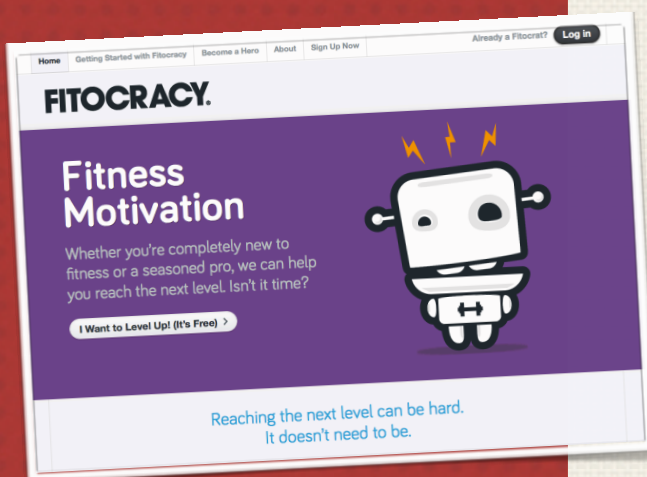 Home Getting Started with Fitocracy Become a Hero About Sign Up Now Already a Fitocrat? Log in
FITOCRACY.
Fitness
Motivation
Whether you're completely new to
fitness or a seasoned pro, we can help
you reach the next level. Isn't it time?
I Want to Level Up! (It's Free) >
Reaching the next level can be hard.
It doesn't need to be.